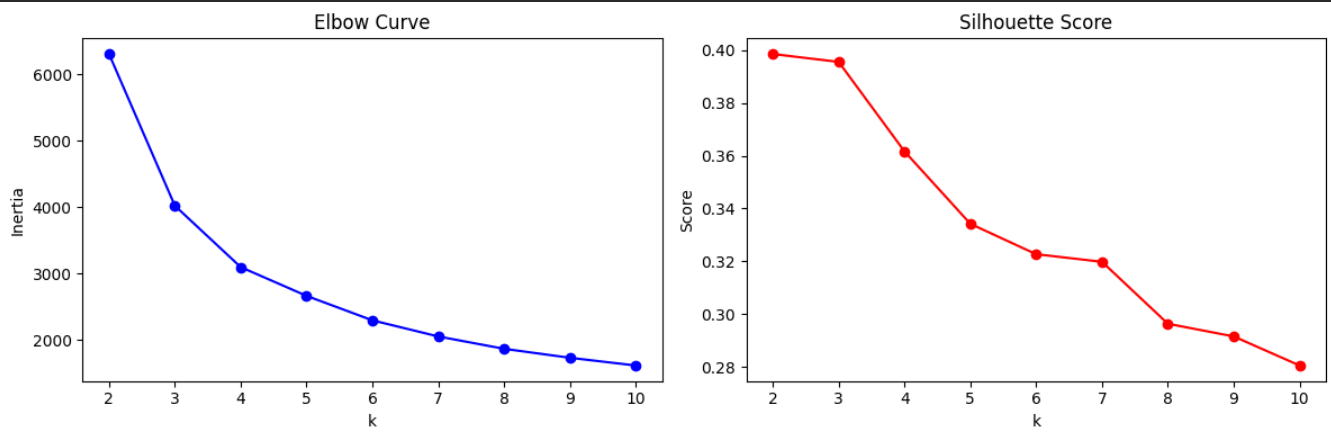 Elbow Curve
6000
5000
4000
3000
2000
Inertia
2 3 4 5 6 7 8 9 10
k
Silhouette Score
0.40
0.38
0.36
0.34
0.32
0.30
0.28
Score
2 3 4 5 6 7 8 9 10
k